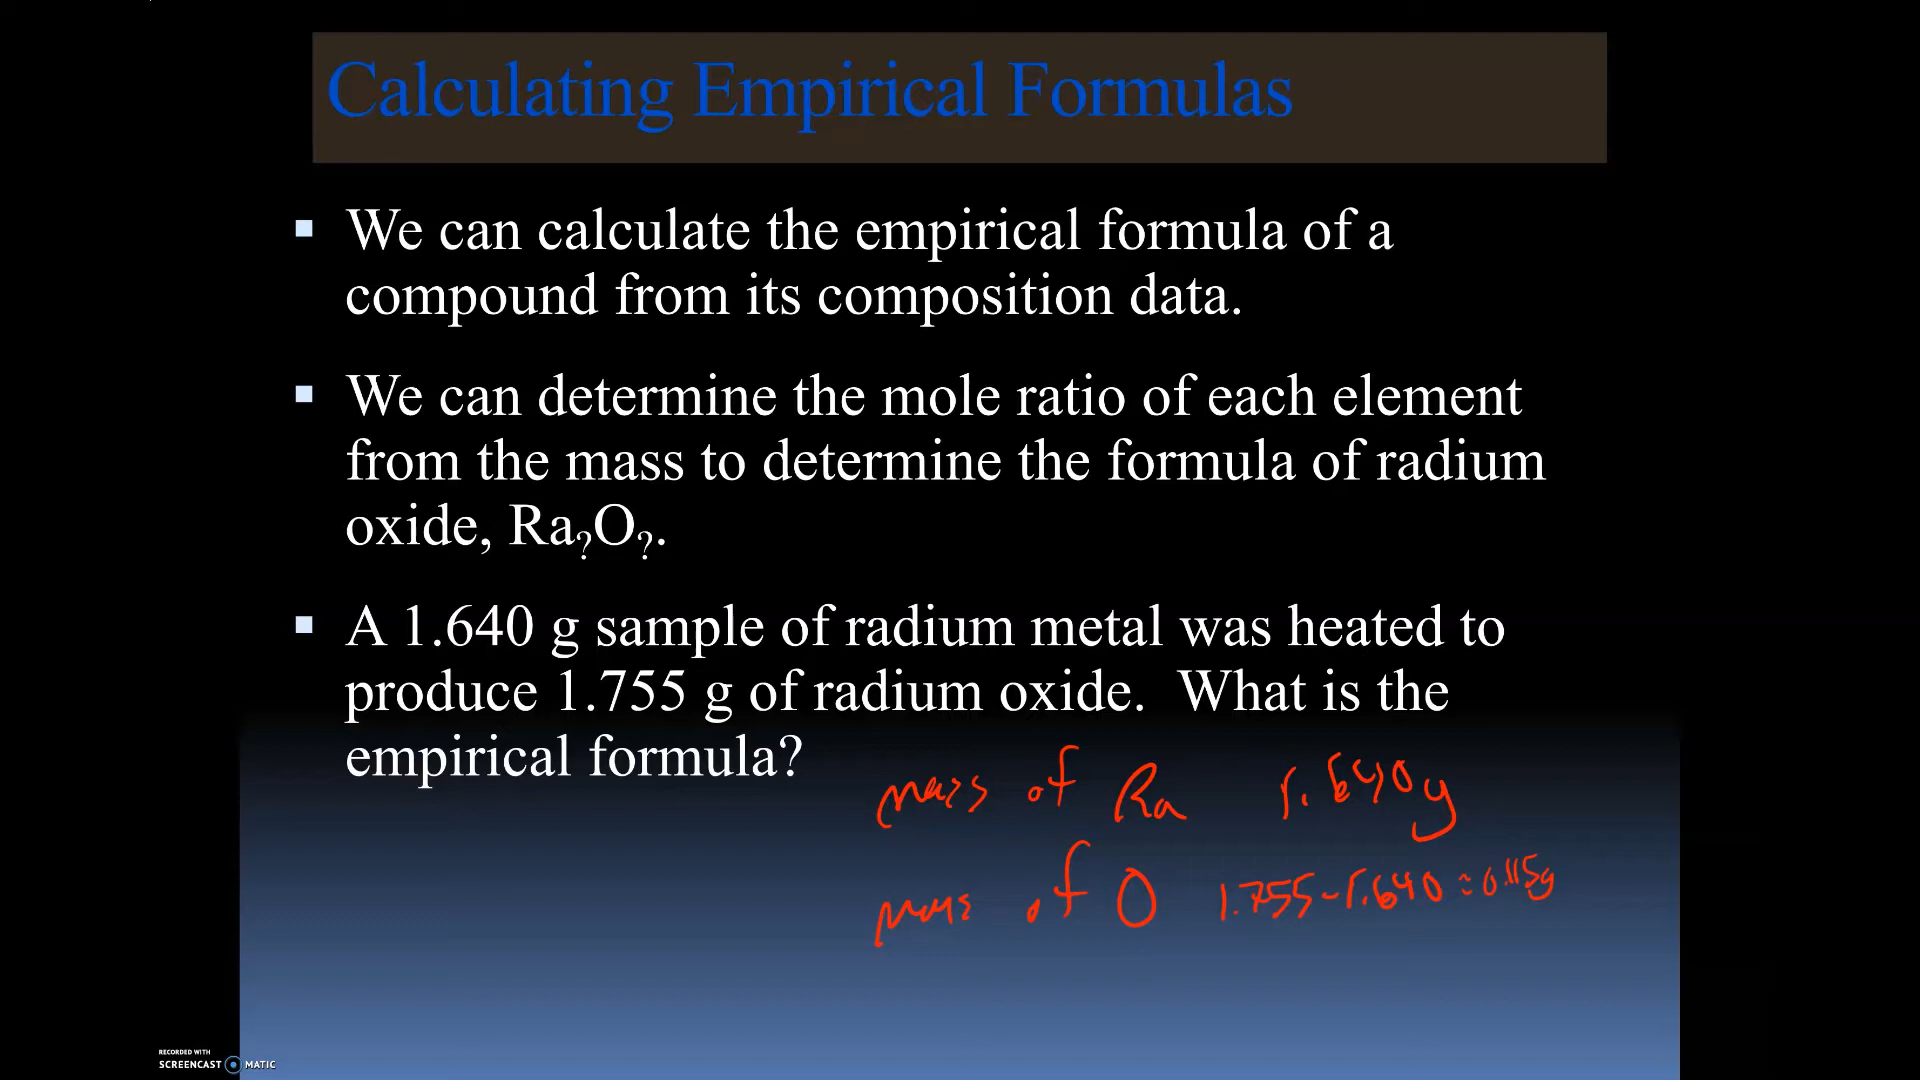 Calculating Empirical Formulas
▪ We can calculate the empirical formula of a
compound from its composition data.
▪ We can determine the mole ratio of each element
from the mass to determine the formula of radium
oxide, Ra?O?.
▪ A 1.640 g sample of radium metal was heated to
produce 1.755 g of radium oxide. What is the
empirical formula?
mass of Ra 1.640g
mass of O 1.755-1.640 = 0.115g
RECORDED WITH
SCREENCAST MATIC